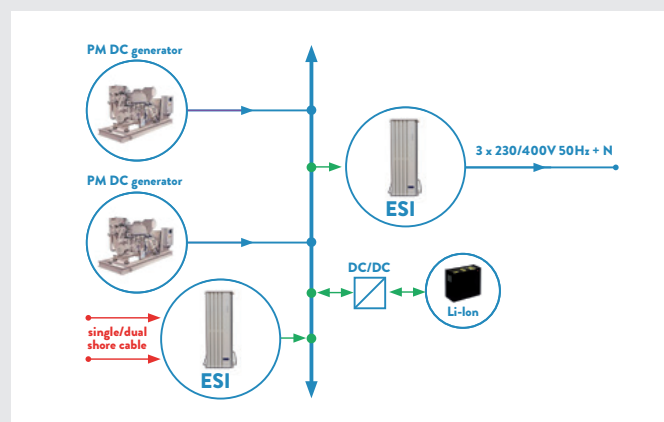 PM DC generator
3 x 230/400V 50Hz + N
ESI
PM DC generator
DC/DC
Li-Ion
single/dual
shore cable
ESI